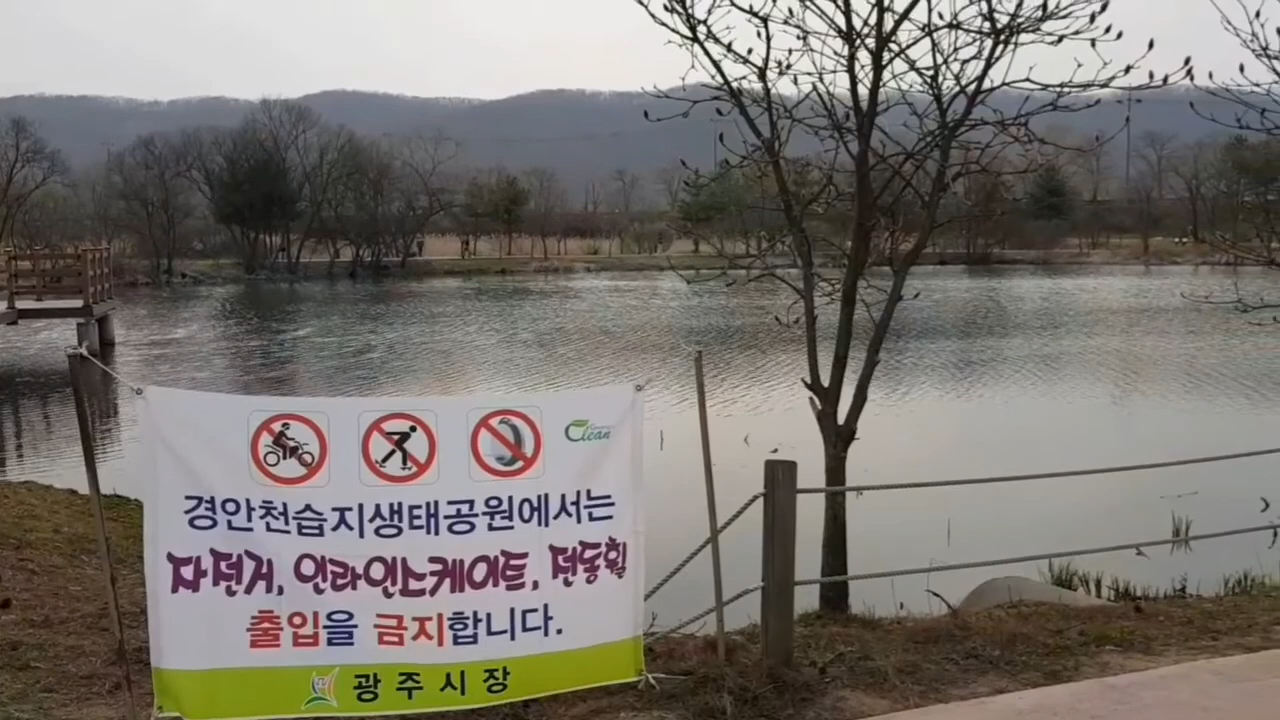 Clean
경안천습지생태공원에서는
자전거, 인라인스케이트, 전동휠
출입을 금지합니다.
광주시장